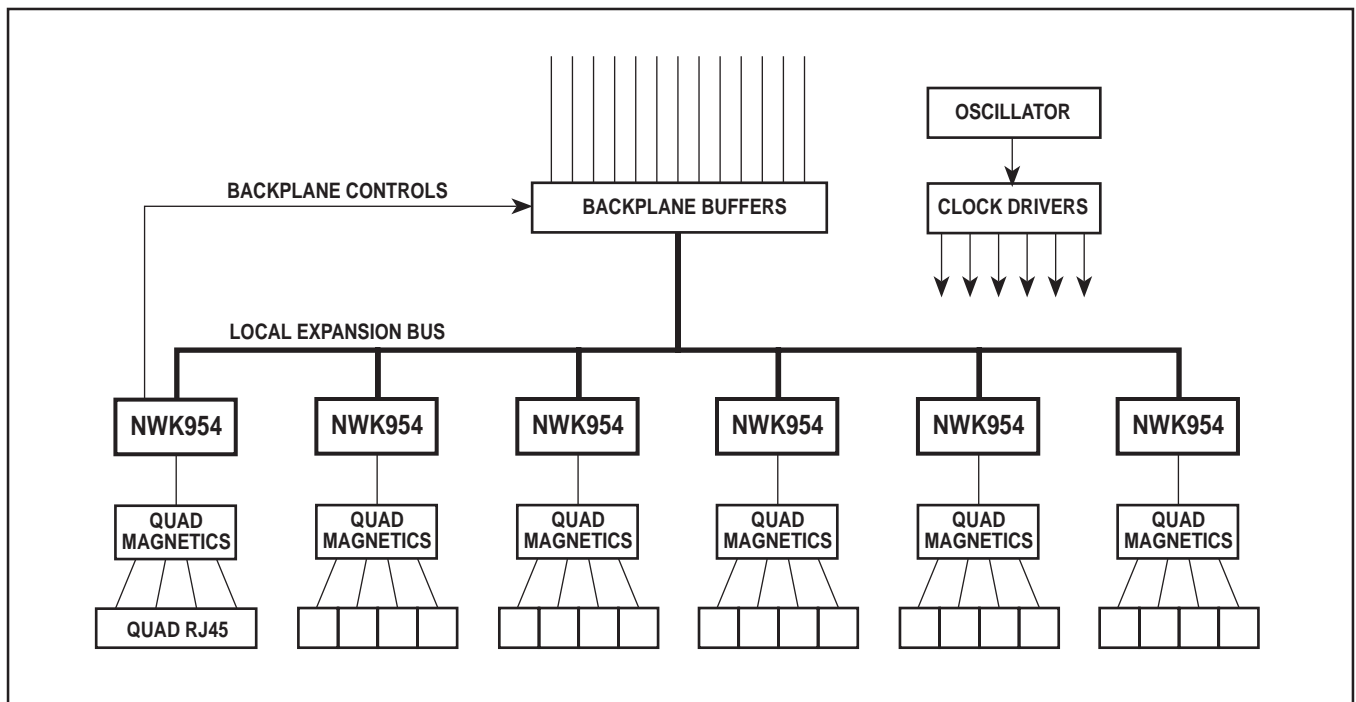 OSCILLATOR
BACKPLANE CONTROLS
BACKPLANE BUFFERS
CLOCK DRIVERS
LOCAL EXPANSION BUS
NWK954
NWK954
NWK954
NWK954
NWK954
NWK954
QUAD
MAGNETICS
QUAD
MAGNETICS
QUAD
MAGNETICS
QUAD
MAGNETICS
QUAD
MAGNETICS
QUAD
MAGNETICS
QUAD RJ45